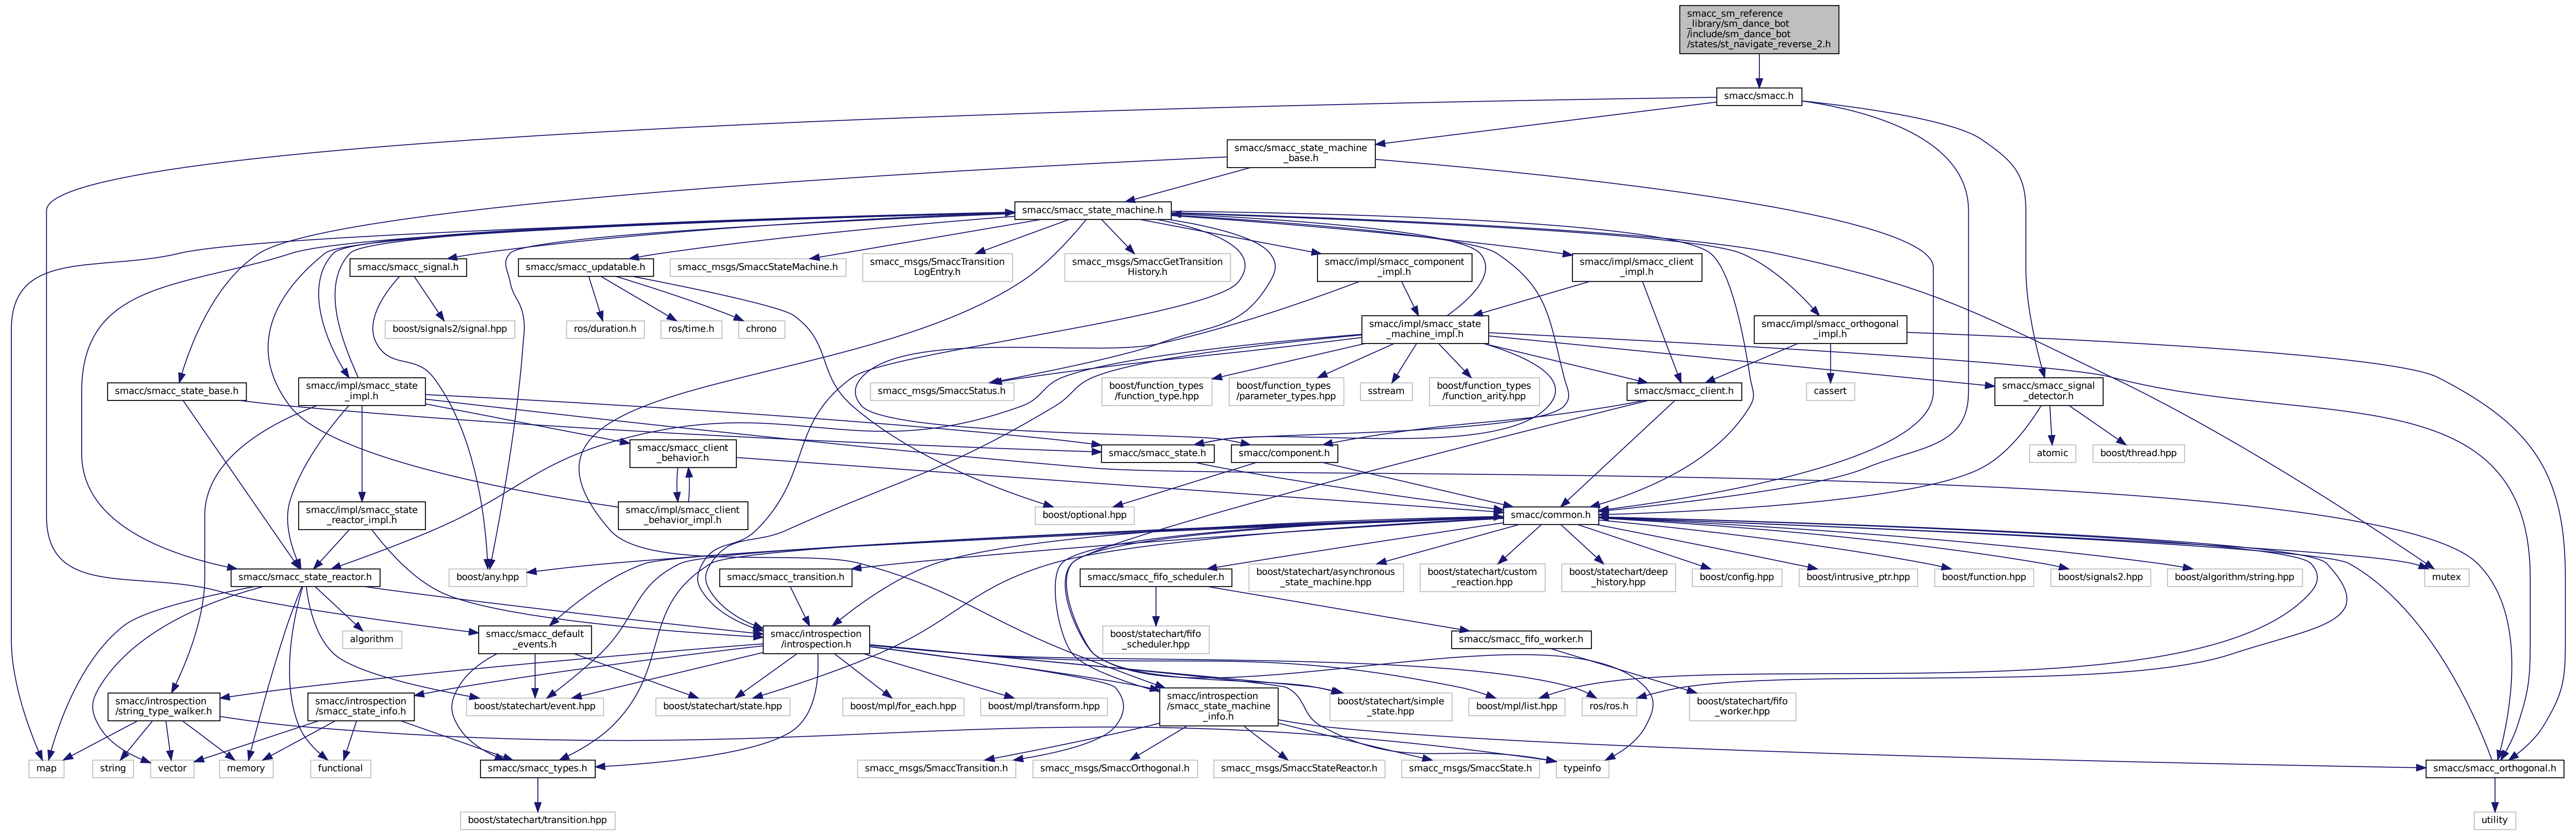 smacc_sm_reference
_library/sm_dance_bot
/include/sm_dance_bot
/states/st_navigate_reverse_2.h
smacc/smacc.h
smacc/smacc_state_machine
_base.h
smacc/smacc_state_machine.h
smacc/smacc_signal.h
smacc/smacc_updatable.h
smacc_msgs/SmaccStateMachine.h
smacc_msgs/SmaccTransition
LogEntry.h
smacc_msgs/SmaccGetTransition
History.h
smacc/impl/smacc_component
_impl.h
smacc/impl/smacc_client
_impl.h
boost/signals2/signal.hpp
ros/duration.h
ros/time.h
chrono
smacc/impl/smacc_state
_machine_impl.h
smacc/impl/smacc_orthogonal
_impl.h
smacc/smacc_state_base.h
smacc/impl/smacc_state
_impl.h
smacc_msgs/SmaccStatus.h
boost/function_types
/function_type.hpp
boost/function_types
/parameter_types.hpp
sstream
boost/function_types
/function_arity.hpp
smacc/smacc_client.h
cassert
smacc/smacc_signal
_detector.h
smacc/smacc_client
_behavior.h
smacc/smacc_state.h
smacc/component.h
atomic
boost/thread.hpp
smacc/impl/smacc_state
_reactor_impl.h
smacc/impl/smacc_client
_behavior_impl.h
boost/optional.hpp
smacc/common.h
smacc/smacc_state_reactor.h
boost/any.hpp
smacc/smacc_transition.h
smacc/smacc_fifo_scheduler.h
boost/statechart/asynchronous
_state_machine.hpp
boost/statechart/custom
_reaction.hpp
boost/statechart/deep
_history.hpp
boost/config.hpp
boost/intrusive_ptr.hpp
boost/function.hpp
boost/signals2.hpp
boost/algorithm/string.hpp
mutex
algorithm
smacc/smacc_default
_events.h
smacc/introspection
/introspection.h
boost/statechart/fifo
_scheduler.hpp
smacc/smacc_fifo_worker.h
smacc/introspection
/string_type_walker.h
smacc/introspection
/smacc_state_info.h
boost/statechart/event.hpp
boost/statechart/state.hpp
boost/mpl/for_each.hpp
boost/mpl/transform.hpp
smacc/introspection
/smacc_state_machine
_info.h
boost/statechart/simple
_state.hpp
boost/mpl/list.hpp
ros/ros.h
boost/statechart/fifo
_worker.hpp
map
string
vector
memory
functional
smacc/smacc_types.h
smacc_msgs/SmaccTransition.h
smacc_msgs/SmaccOrthogonal.h
smacc_msgs/SmaccStateReactor.h
smacc_msgs/SmaccState.h
typeinfo
smacc/smacc_orthogonal.h
boost/statechart/transition.hpp
utility